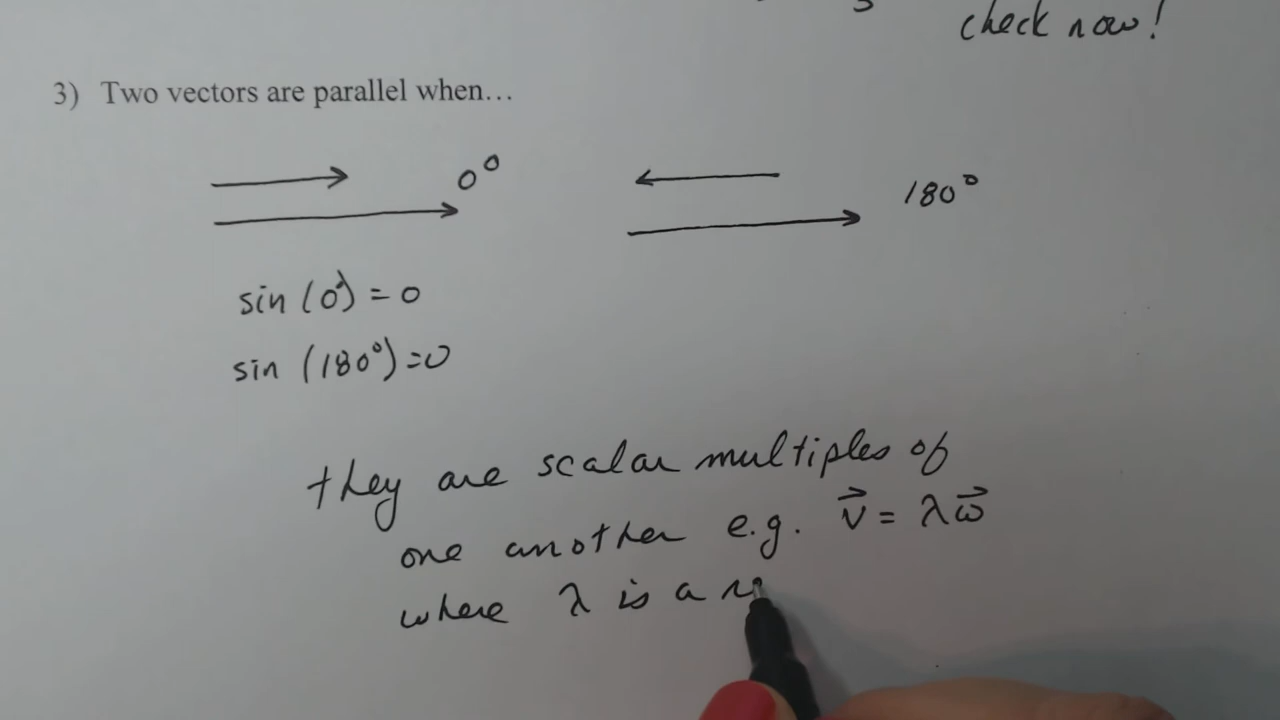 check now!
3) Two vectors are parallel when...
0° 180°
sin (0°) = 0
sin (180°) = 0
they are scalar multiples of
one another e.g. v⃗ = λw⃗
where λ is a